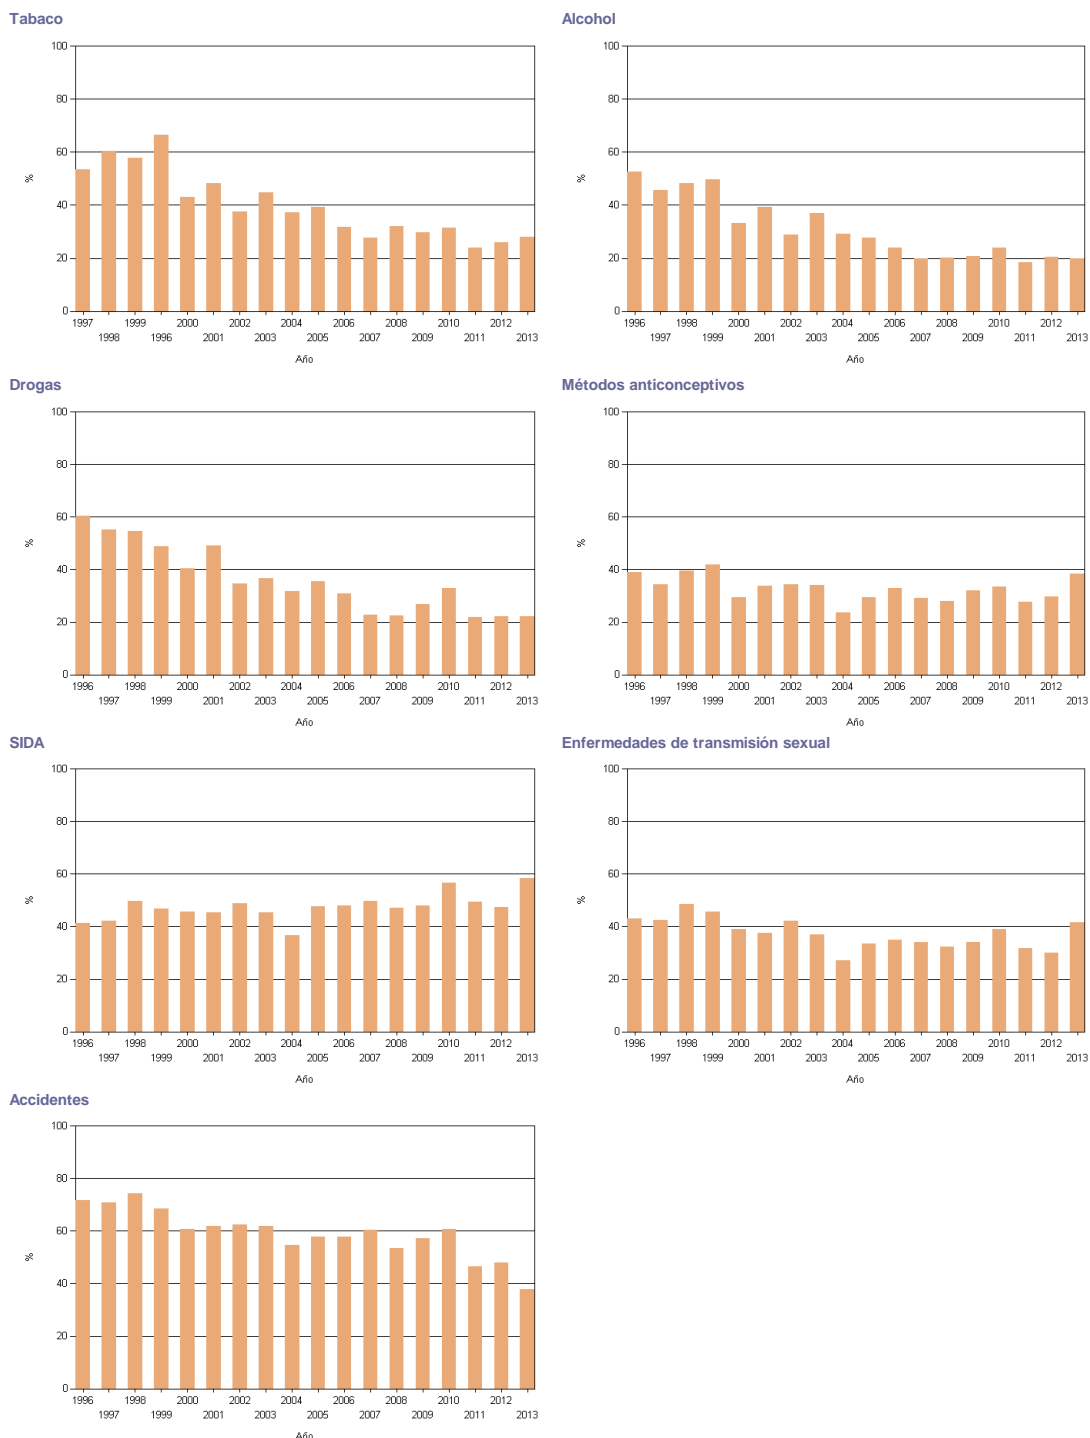 Tabaco
100
80
60
40
20
0
%
1997 1999 2000 2002 2004 2006 2008 2010 2012
1998 1996 2001 2003 2005 2007 2009 2011 2013
Año
Alcohol
100
80
60
40
20
0
%
1996 1998 2000 2002 2004 2006 2008 2010 2012
1997 1999 2001 2003 2005 2007 2009 2011 2013
Año
Drogas
100
80
60
40
20
0
%
1996 1998 2000 2002 2004 2006 2008 2010 2012
1997 1999 2001 2003 2005 2007 2009 2011 2013
Año
Métodos anticonceptivos
100
80
60
40
20
0
%
1996 1998 2000 2002 2004 2006 2008 2010 2012
1997 1999 2001 2003 2005 2007 2009 2011 2013
Año
SIDA
100
80
60
40
20
0
%
1996 1998 2000 2002 2004 2006 2008 2010 2012
1997 1999 2001 2003 2005 2007 2009 2011 2013
Año
Enfermedades de transmisión sexual
100
80
60
40
20
0
%
1996 1998 2000 2002 2004 2006 2008 2010 2012
1997 1999 2001 2003 2005 2007 2009 2011 2013
Año
Accidentes
100
80
60
40
20
0
%
1996 1998 2000 2002 2004 2006 2008 2010 2012
1997 1999 2001 2003 2005 2007 2009 2011 2013
Año